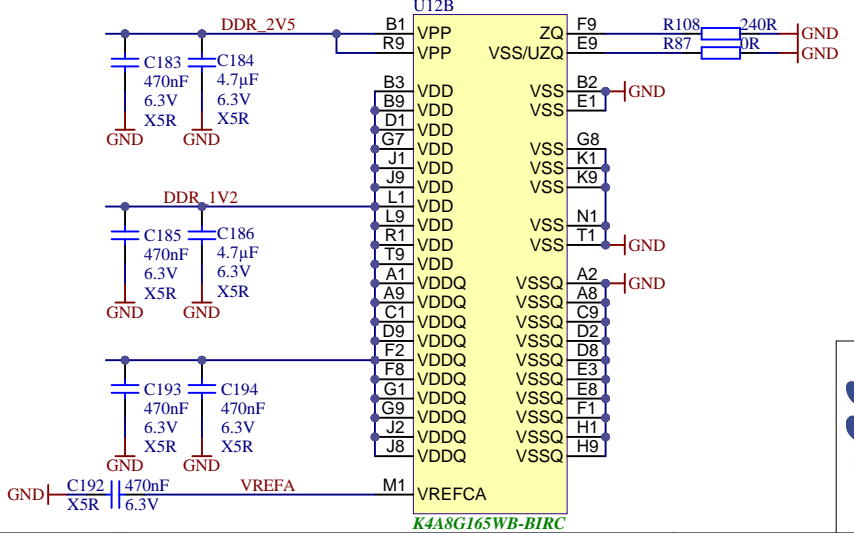 U12B
DDR_2V5 B1 VPP ZQ F9 R108 240R GND
R9 VPP VSS/UZQ E9 R87 0R GND
C183 C184
470nF 4.7µF
6.3V 6.3V
X5R X5R
GND GND
B3 VDD VSS B2 GND
B9 VDD VSS E1
D1 VDD
G7 VDD VSS G8
J1 VDD VSS K1
J9 VDD VSS K9
DDR_1V2 L1 VDD
L9 VDD VSS N1
R1 VDD VSS T1 GND
T9 VDD
C185 C186
470nF 4.7µF
6.3V 6.3V
X5R X5R
GND GND
A1 VDDQ VSSQ A2 GND
A9 VDDQ VSSQ A8
C1 VDDQ VSSQ C9
D9 VDDQ VSSQ D2
F2 VDDQ VSSQ D8
F8 VDDQ VSSQ E3
G1 VDDQ VSSQ E8
G9 VDDQ VSSQ F1
J2 VDDQ VSSQ H1
J8 VDDQ VSSQ H9
C193 C194
470nF 470nF
6.3V 6.3V
X5R X5R
GND GND
GND C192 470nF VREFA M1 VREFCA
X5R 6.3V
K4A8G165WB-BIRC